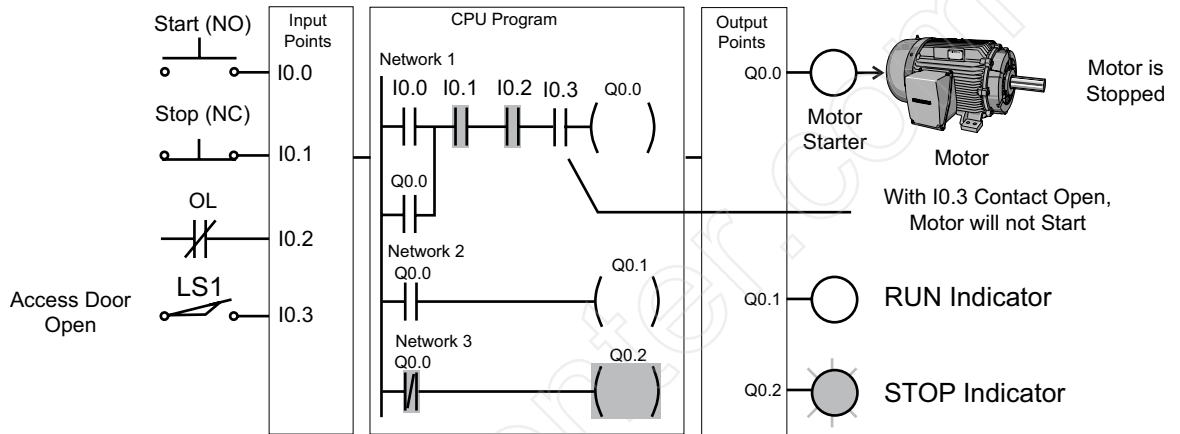 Start (NO)
I0.0
Stop (NC)
I0.1
OL
I0.2
LS1
Access Door
Open
I0.3
Input
Points
CPU Program
Network 1
I0.0 I0.1 I0.2 I0.3 Q0.0
Q0.0
Network 2
Q0.0 Q0.1
Network 3
Q0.0 Q0.2
Output
Points
Q0.0
Motor
Starter
Motor
Motor is
Stopped
With I0.3 Contact Open,
Motor will not Start
Q0.1
RUN Indicator
Q0.2
STOP Indicator